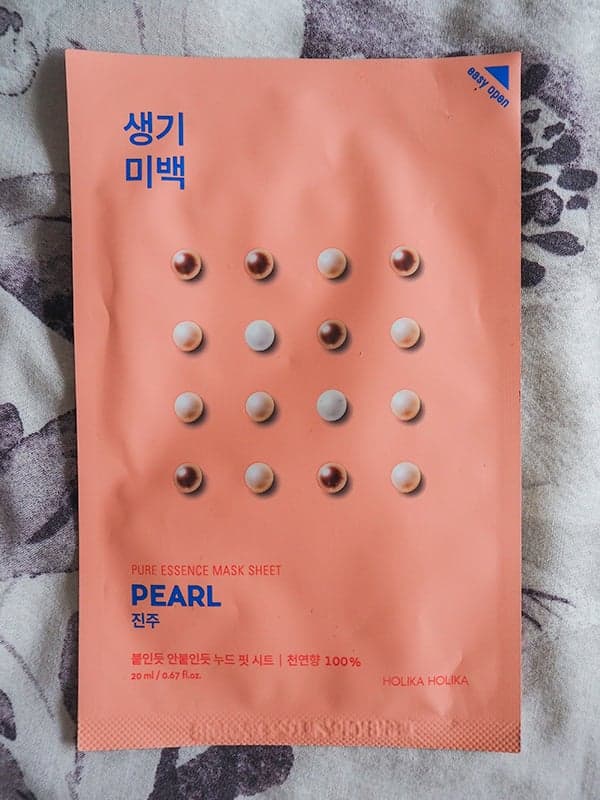 easy open
생기
미백
PURE ESSENCE MASK SHEET
PEARL
진주
붙인듯 안붙인듯 누드 핏 시트 | 천연향 100%
20 ml / 0.67 fl.oz.
HOLIKA HOLIKA